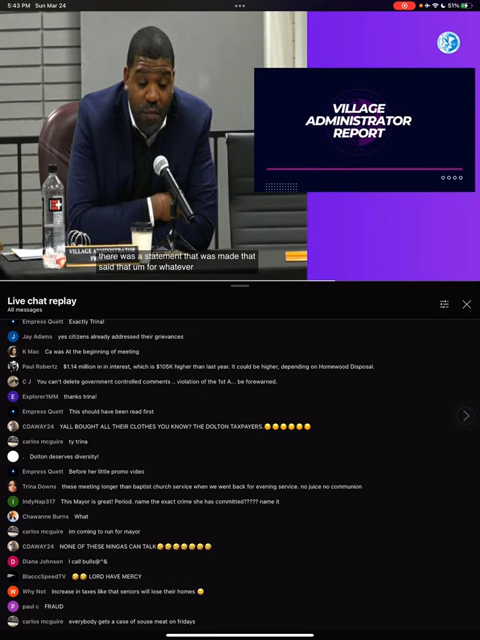 5:43 PM Sun Mar 24
51%
VILLAGE
ADMINISTRATOR
REPORT
VILLAGE ADMINISTRATOR
there was a statement that was made that
said that um for whatever
Live chat replay
All messages
Empress Quett Exactly Trina!
J Jay Adams yes citizens already addressed their grievances
K Mac Ca was At the beginning of meeting
Paul Robertz $1.14 million in in interest, which is $105K higher than last year. It could be higher, depending on Homewood Disposal.
C J You can't delete government controlled comments .. violation of the 1st A... be forewarned.
E Explorer1MM thanks trina!
Empress Quett This should have been read first
CDAWAY24 YALL BOUGHT ALL THEIR CLOTHES YOU KNOW? THE DOLTON TAXPAYERS.🤣🤣🤣🤣🤣🤣
carlos mcguire ty trina
. Dolton deserves diversity!
Empress Quett Before her little promo video
Trina Downs these meeting longer than baptist church service when we went back for evening service. no juice no communion
I IndyNap317 This Mayor is great! Period. name the exact crime she has committed????? name it
Chawanne Burns What
carlos mcguire im coming to run for mayor
CDAWAY24 NONE OF THESE NINGAS CAN TALK🤣🤣🤣🤣🤣🤣🤣
D Diana Johnson I call bulls@^&
BlacccSpeedTV 🤣🤣 LORD HAVE MERCY
W Why Not Increase in taxes like that seniors will lose their homes 😢
P paul c FRAUD
carlos mcguire everybody gets a case of souse meat on fridays